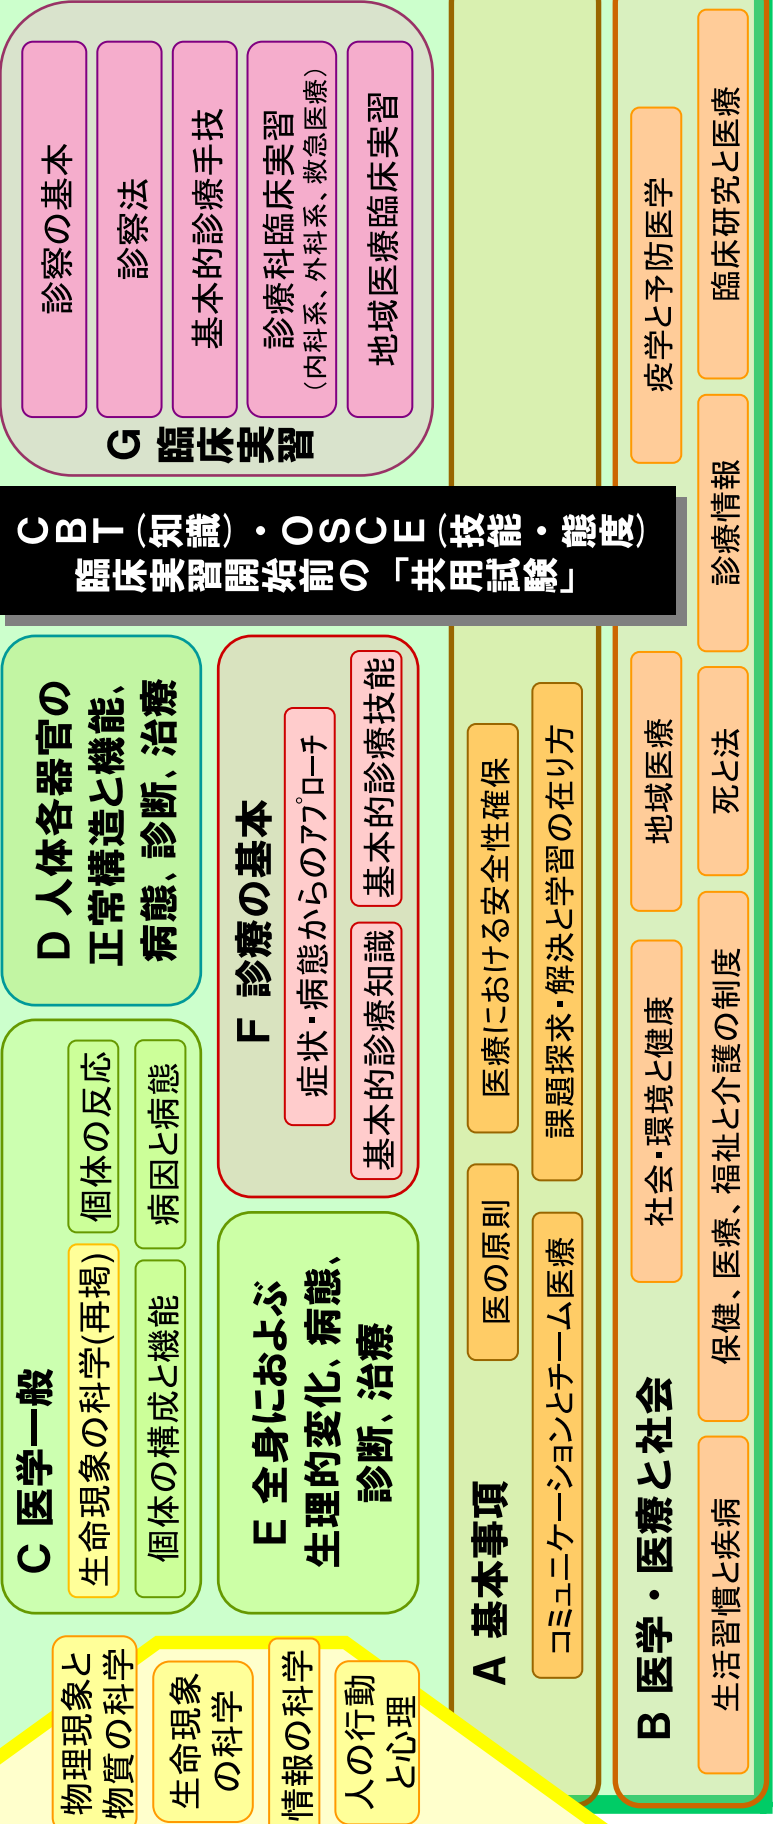 物理現象と
物質の科学
生命現象
の科学
情報の科学
人の行動
と心理
C 医学一般
生命現象の科学(再掲)
個体の反応
個体の構成と機能
病因と病態
D 人体各器官の
正常構造と機能、
病態、診断、治療
E 全身におよぶ
生理的変化、病態、
診断、治療
F 診療の基本
症状・病態からのアプローチ
基本的診療知識
基本的診療技能
CBT(知識)・OSCE(技能・態度)
臨床実習開始前の「共用試験」
G 臨床実習
診察の基本
診察法
基本的診療手技
診療科臨床実習
(内科系、外科系、救急医療)
地域医療臨床実習
A 基本事項
医の原則
医療における安全性確保
コミュニケーションとチーム医療
課題探求・解決と学習の在り方
B 医学・医療と社会
社会・環境と健康
地域医療
疫学と予防医学
生活習慣と疾病
保健、医療、福祉と介護の制度
死と法
診療情報
臨床研究と医療